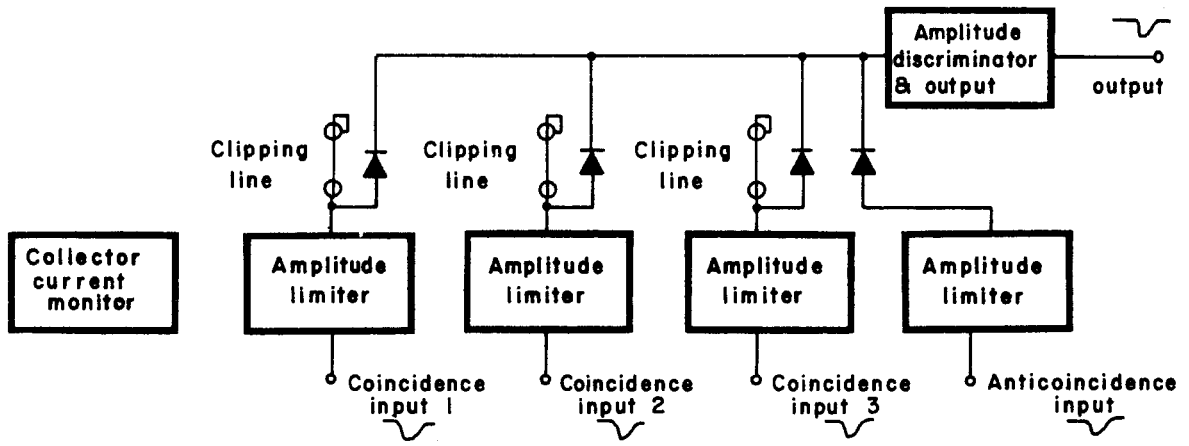 Amplitude
discriminator
& output
output
Clipping
line
Clipping
line
Clipping
line
Collector
current
monitor
Amplitude
limiter
Amplitude
limiter
Amplitude
limiter
Amplitude
limiter
Coincidence
input 1
Coincidence
input 2
Coincidence
input 3
Anticoincidence
input